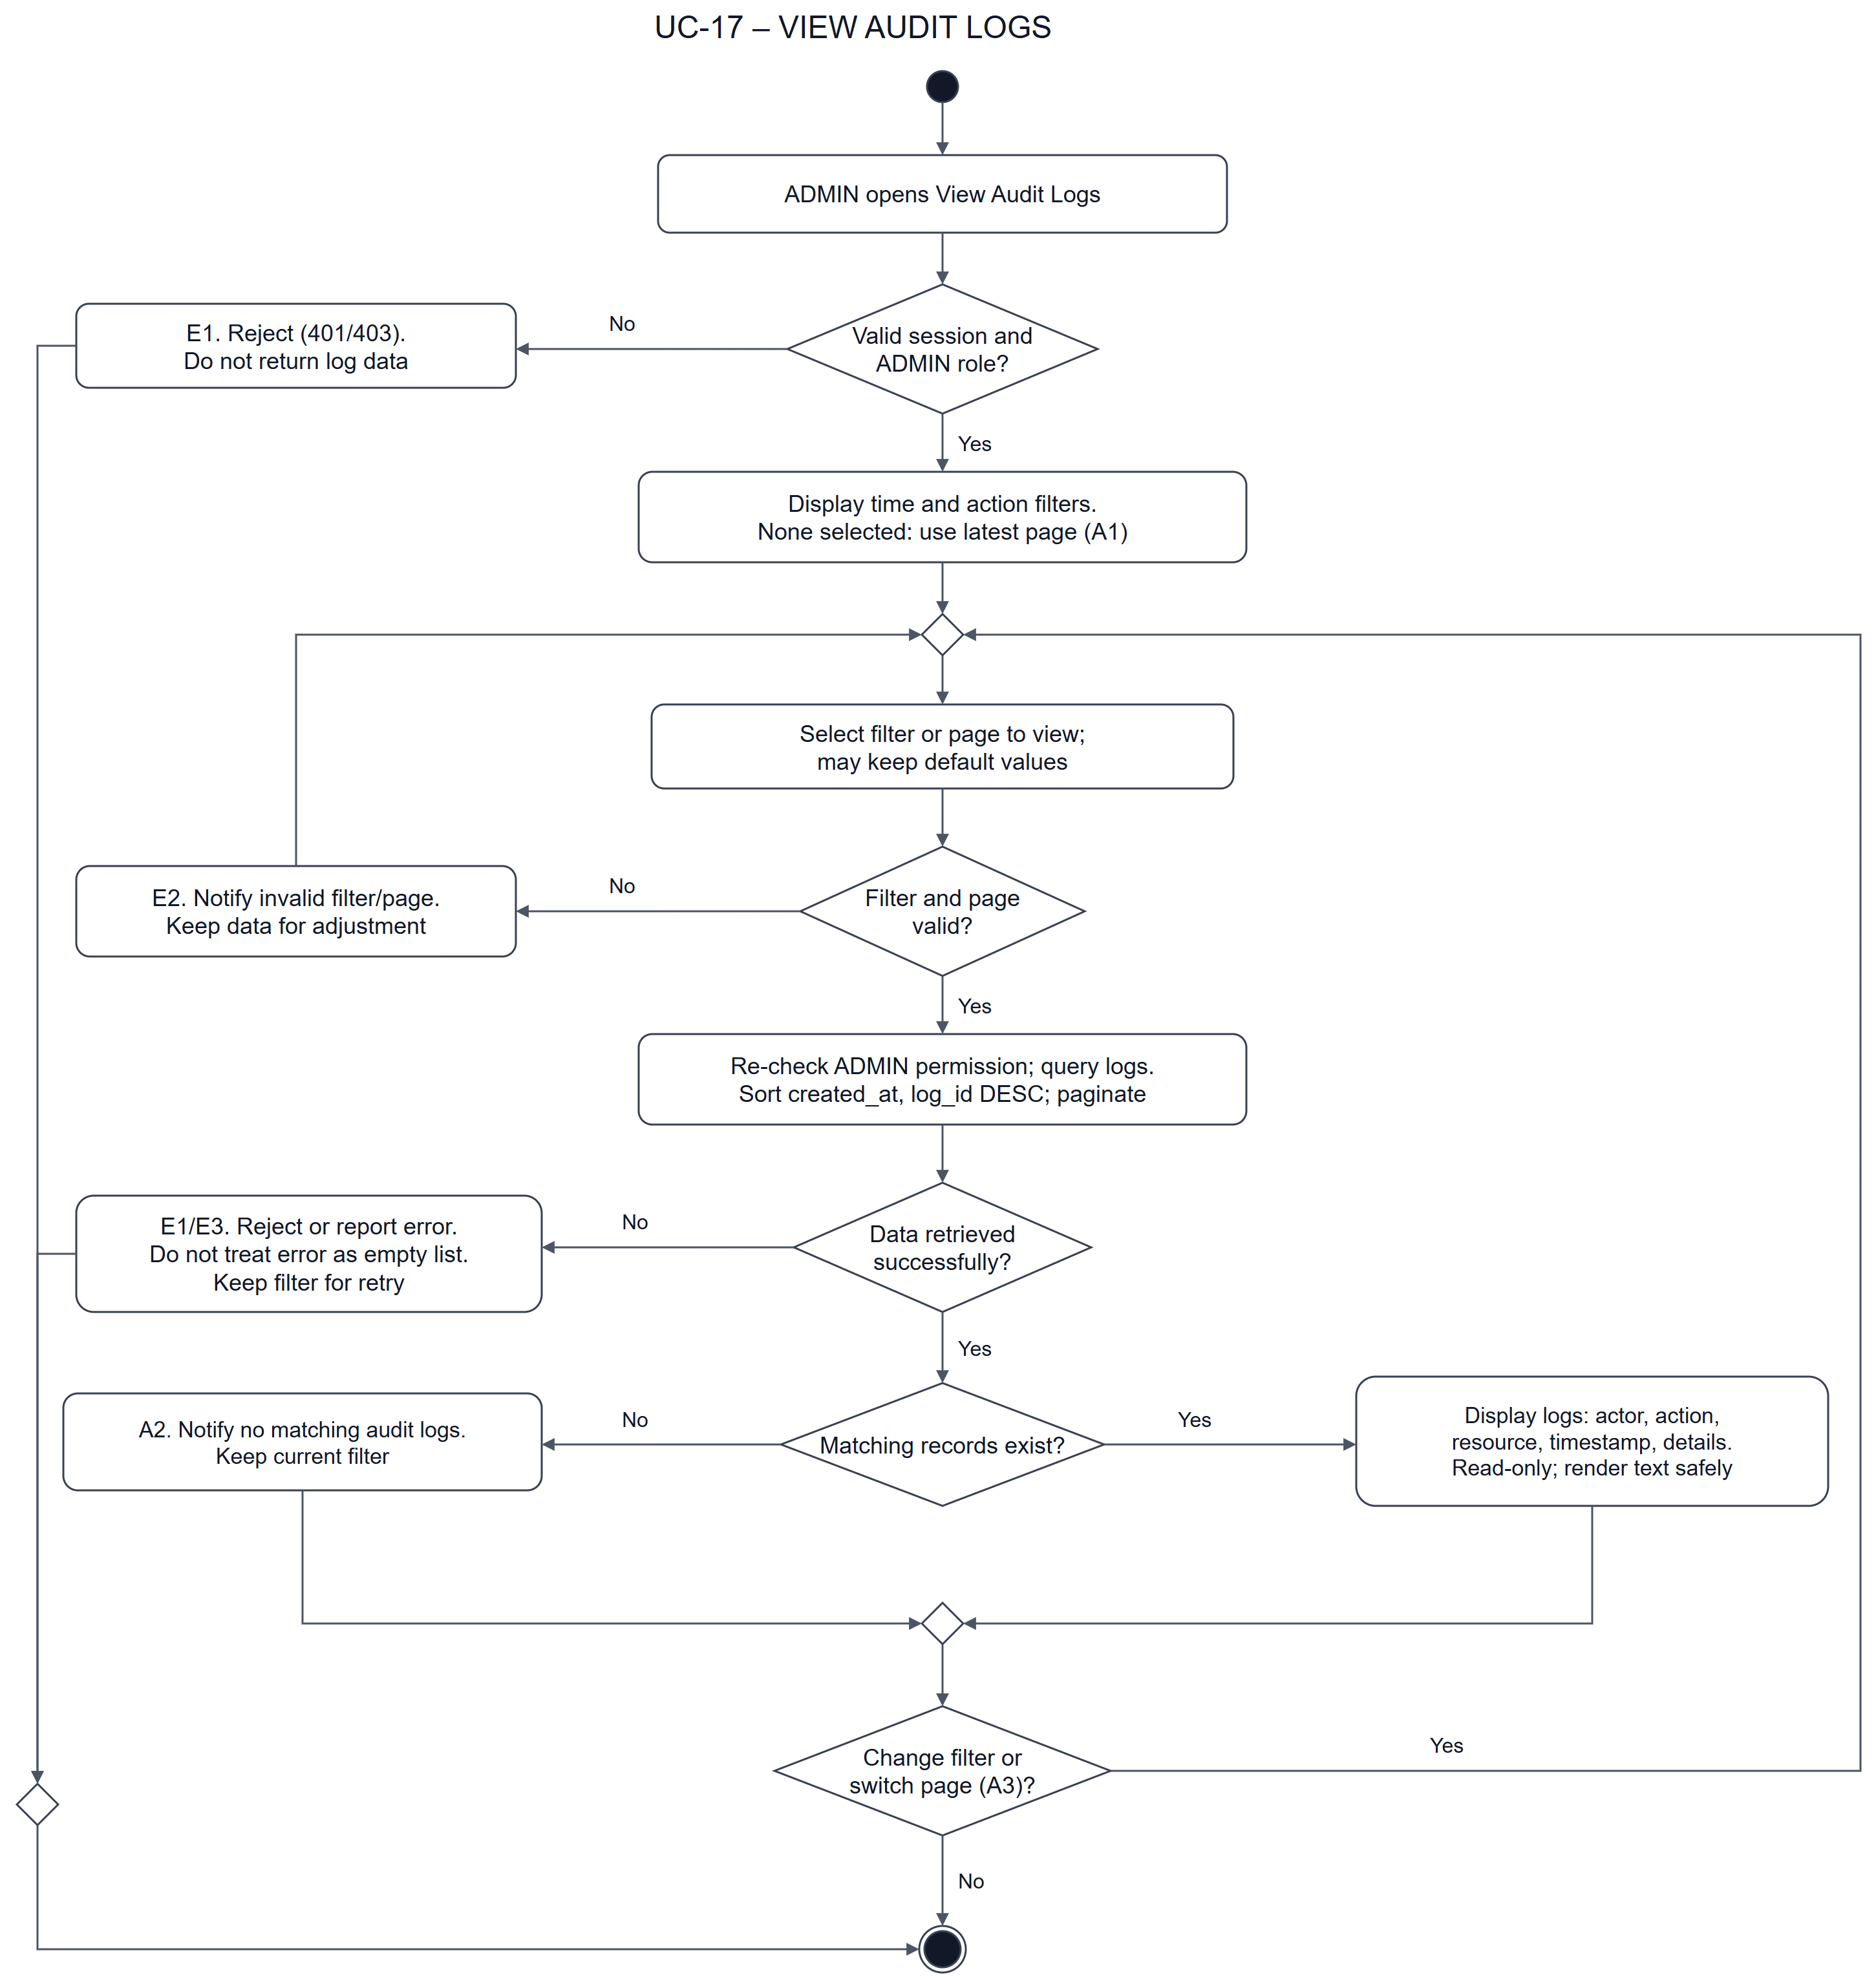 UC-17 – VIEW AUDIT LOGS
ADMIN opens View Audit Logs
Valid session and
ADMIN role?
No
E1. Reject (401/403).
Do not return log data
Yes
Display time and action filters.
None selected: use latest page (A1)
Select filter or page to view;
may keep default values
Filter and page
valid?
No
E2. Notify invalid filter/page.
Keep data for adjustment
Yes
Re-check ADMIN permission; query logs.
Sort created_at, log_id DESC; paginate
Data retrieved
successfully?
No
E1/E3. Reject or report error.
Do not treat error as empty list.
Keep filter for retry
Yes
Matching records exist?
No
A2. Notify no matching audit logs.
Keep current filter
Yes
Display logs: actor, action,
resource, timestamp, details.
Read-only; render text safely
Change filter or
switch page (A3)?
Yes
No